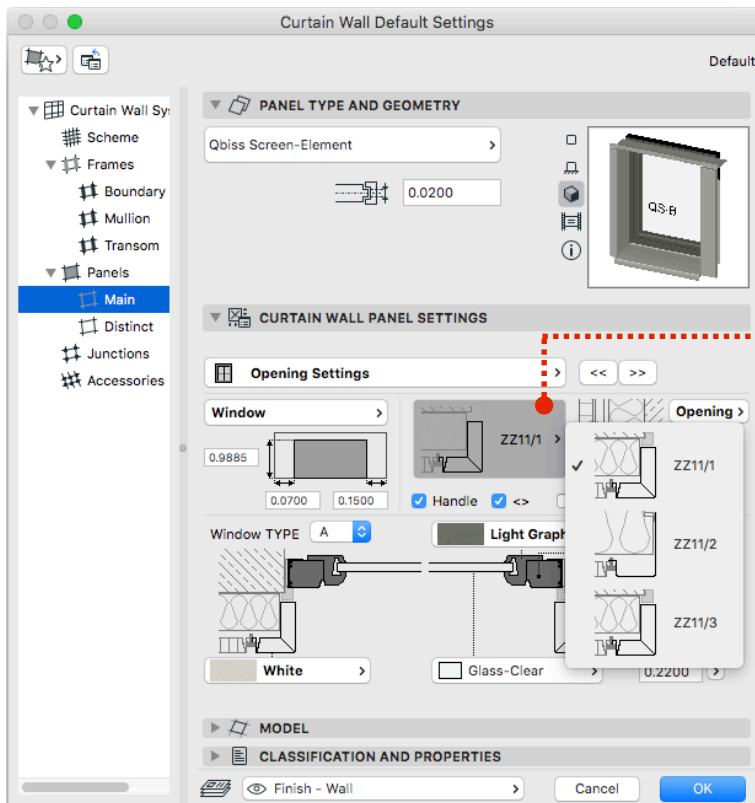 Curtain Wall Default Settings
Default
Curtain Wall Sy
Scheme
Frames
Boundary
Mullion
Transom
Panels
Main
Distinct
Junctions
Accessories
PANEL TYPE AND GEOMETRY
Qbiss Screen-Element
0.0200
QS-B
CURTAIN WALL PANEL SETTINGS
Opening Settings
<< >>
Window
ZZ11/1
Opening
0.9885
0.0700 0.1500
Handle <>
Window TYPE A
Light Graph
ZZ11/1
ZZ11/2
ZZ11/3
White
Glass-Clear
0.2200
MODEL
CLASSIFICATION AND PROPERTIES
Finish - Wall
Cancel
OK